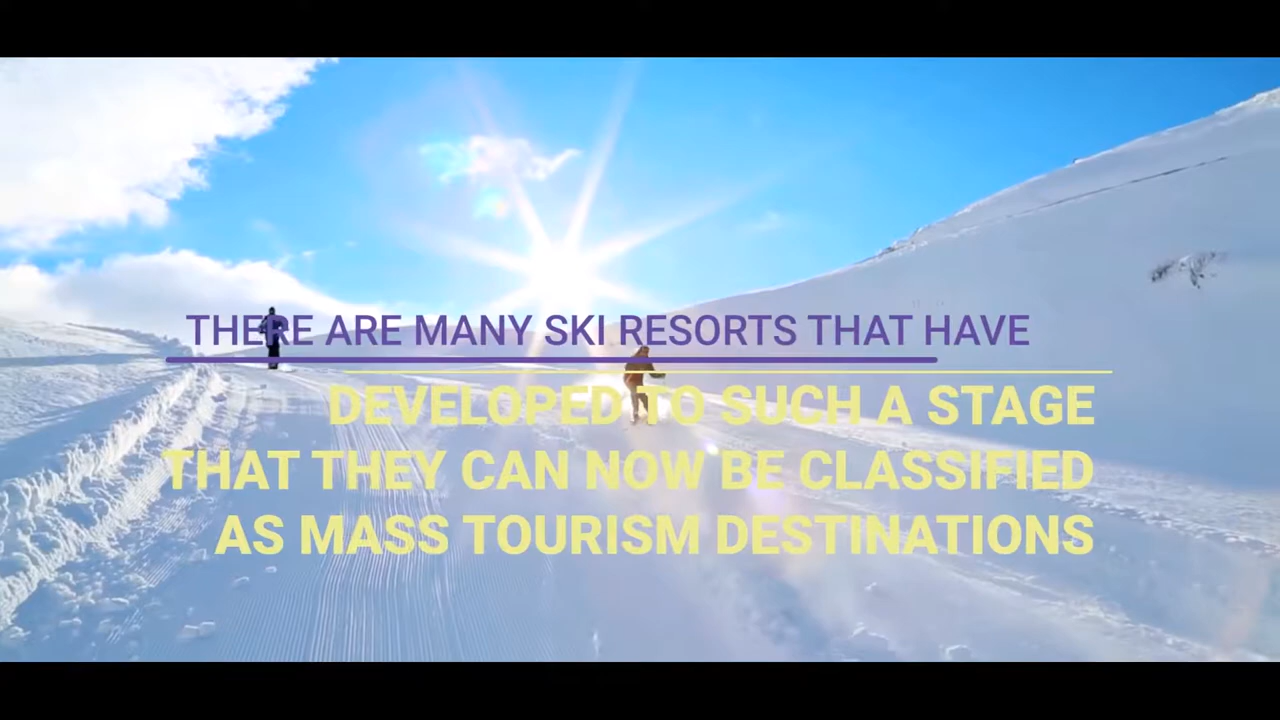 THERE ARE MANY SKI RESORTS THAT HAVE
DEVELOPED TO SUCH A STAGE
THAT THEY CAN NOW BE CLASSIFIED
AS MASS TOURISM DESTINATIONS